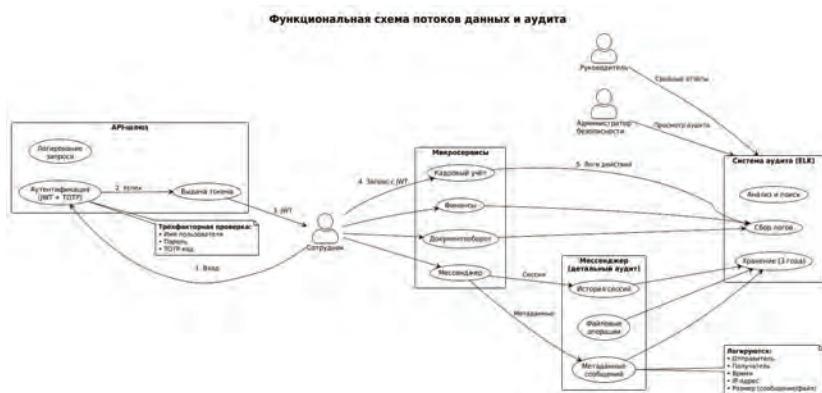 Функциональная схема потоков данных и аудита
Руководитель
Сводные отчёты
Администратор
безопасности
Просмотр аудита
API-шлюз
Логирование
запроса
Аутентификация
(JWT + TOTP)
2. Успех
Выдача токена
3. JWT
Трёхфакторная проверка:
• Имя пользователя
• Пароль
• TOTP-код
1. Вход
Сотрудник
4. Запрос с JWT
Микросервисы
Кадровый учёт
Финансы
Документооборот
Мессенджер
5. Логи действий
Сессии
Метаданные
Мессенджер
(детальный аудит)
История сессий
Файловые
операции
Метаданные
сообщений
Система аудита (ELK)
Анализ и поиск
Сбор логов
Хранение (3 года)
Логируются:
• Отправитель
• Получатель
• Время
• IP-адрес
• Размер (сообщение/файл)